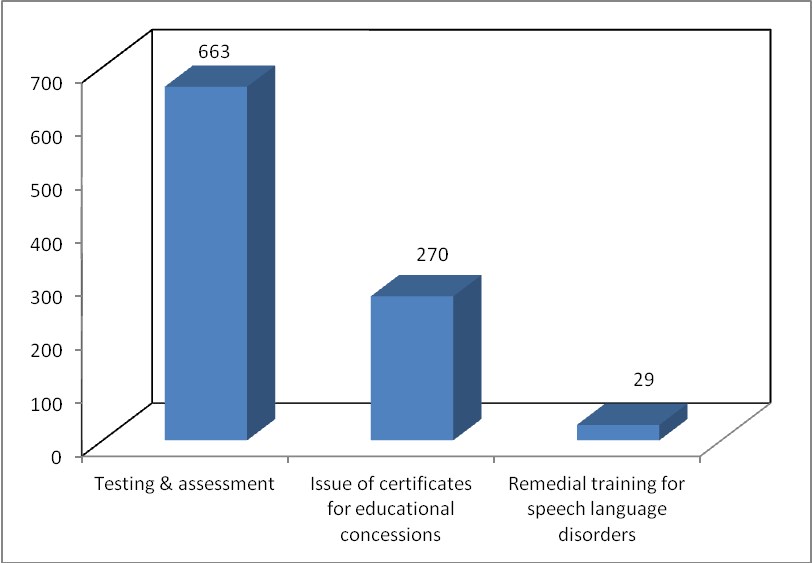 663
270
29
700
600
500
400
300
200
100
0
Testing & assessment
Issue of certificates
for educational
concessions
Remedial training for
speech language
disorders